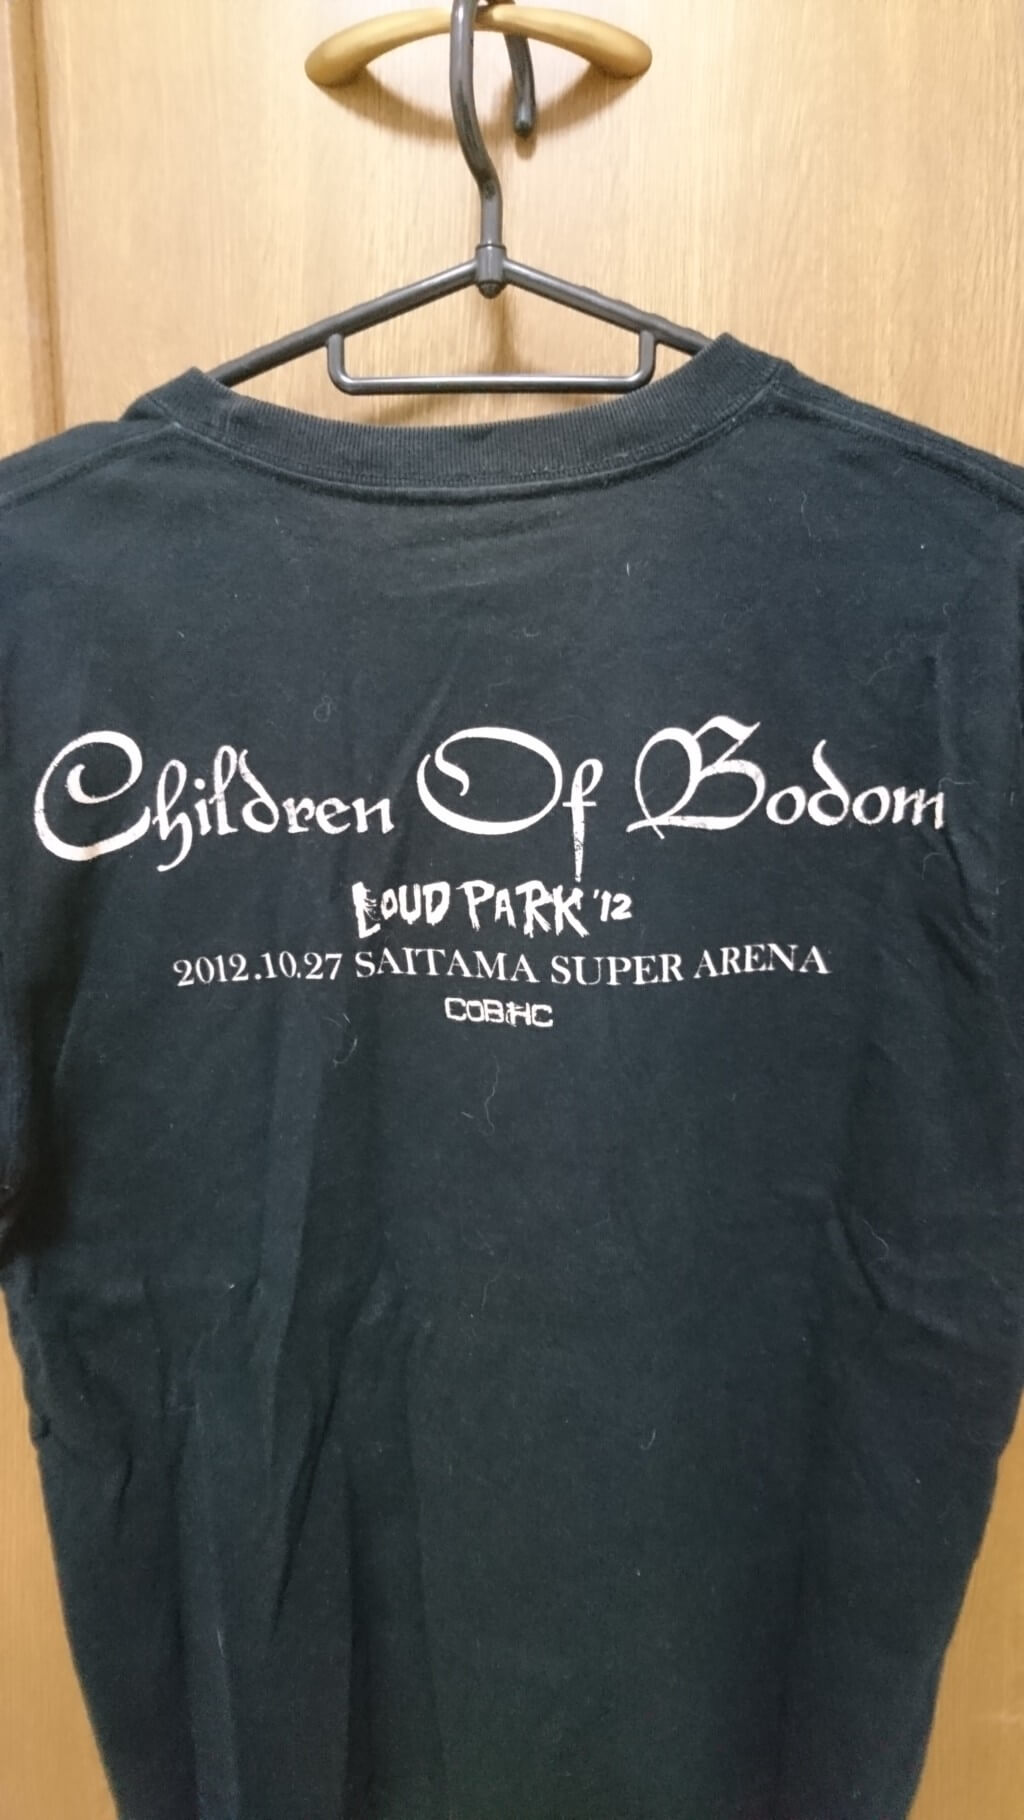 Children Of Bodom
LOUD PARK '12
2012.10.27 SAITAMA SUPER ARENA
COBHC